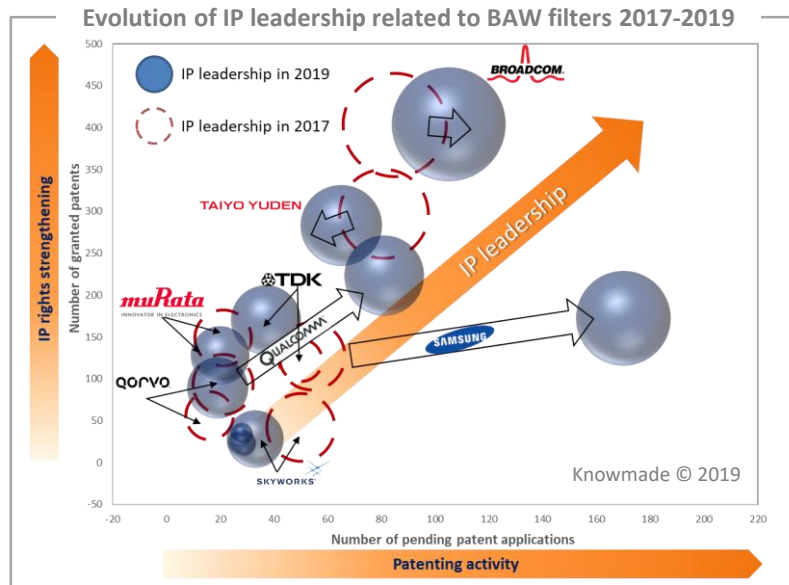 Evolution of IP leadership related to BAW filters 2017-2019
500
450
400
350
300
250
200
150
100
50
0
-50
-20
0
20
40
60
80
100
120
140
160
180
200
220
IP rights strengthening
Number of granted patents
IP leadership in 2019
IP leadership in 2017
BROADCOM.
TAIYO YUDEN
IP leadership
TDK
muRata
INNOVATOR IN ELECTRONICS
QUALCOMM
SAMSUNG
QORVO
SKYWORKS
Knowmade © 2019
Number of pending patent applications
Patenting activity